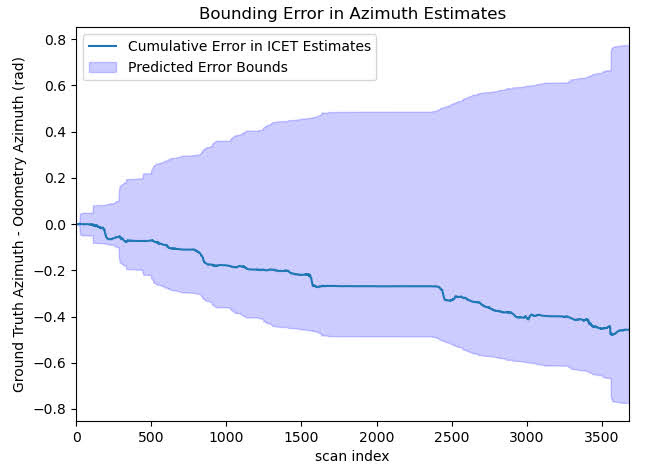 Bounding Error in Azimuth Estimates
Cumulative Error in ICET Estimates
Predicted Error Bounds
Ground Truth Azimuth - Odometry Azimuth (rad)
0.8
0.6
0.4
0.2
0.0
−0.2
−0.4
−0.6
−0.8
0 500 1000 1500 2000 2500 3000 3500
scan index